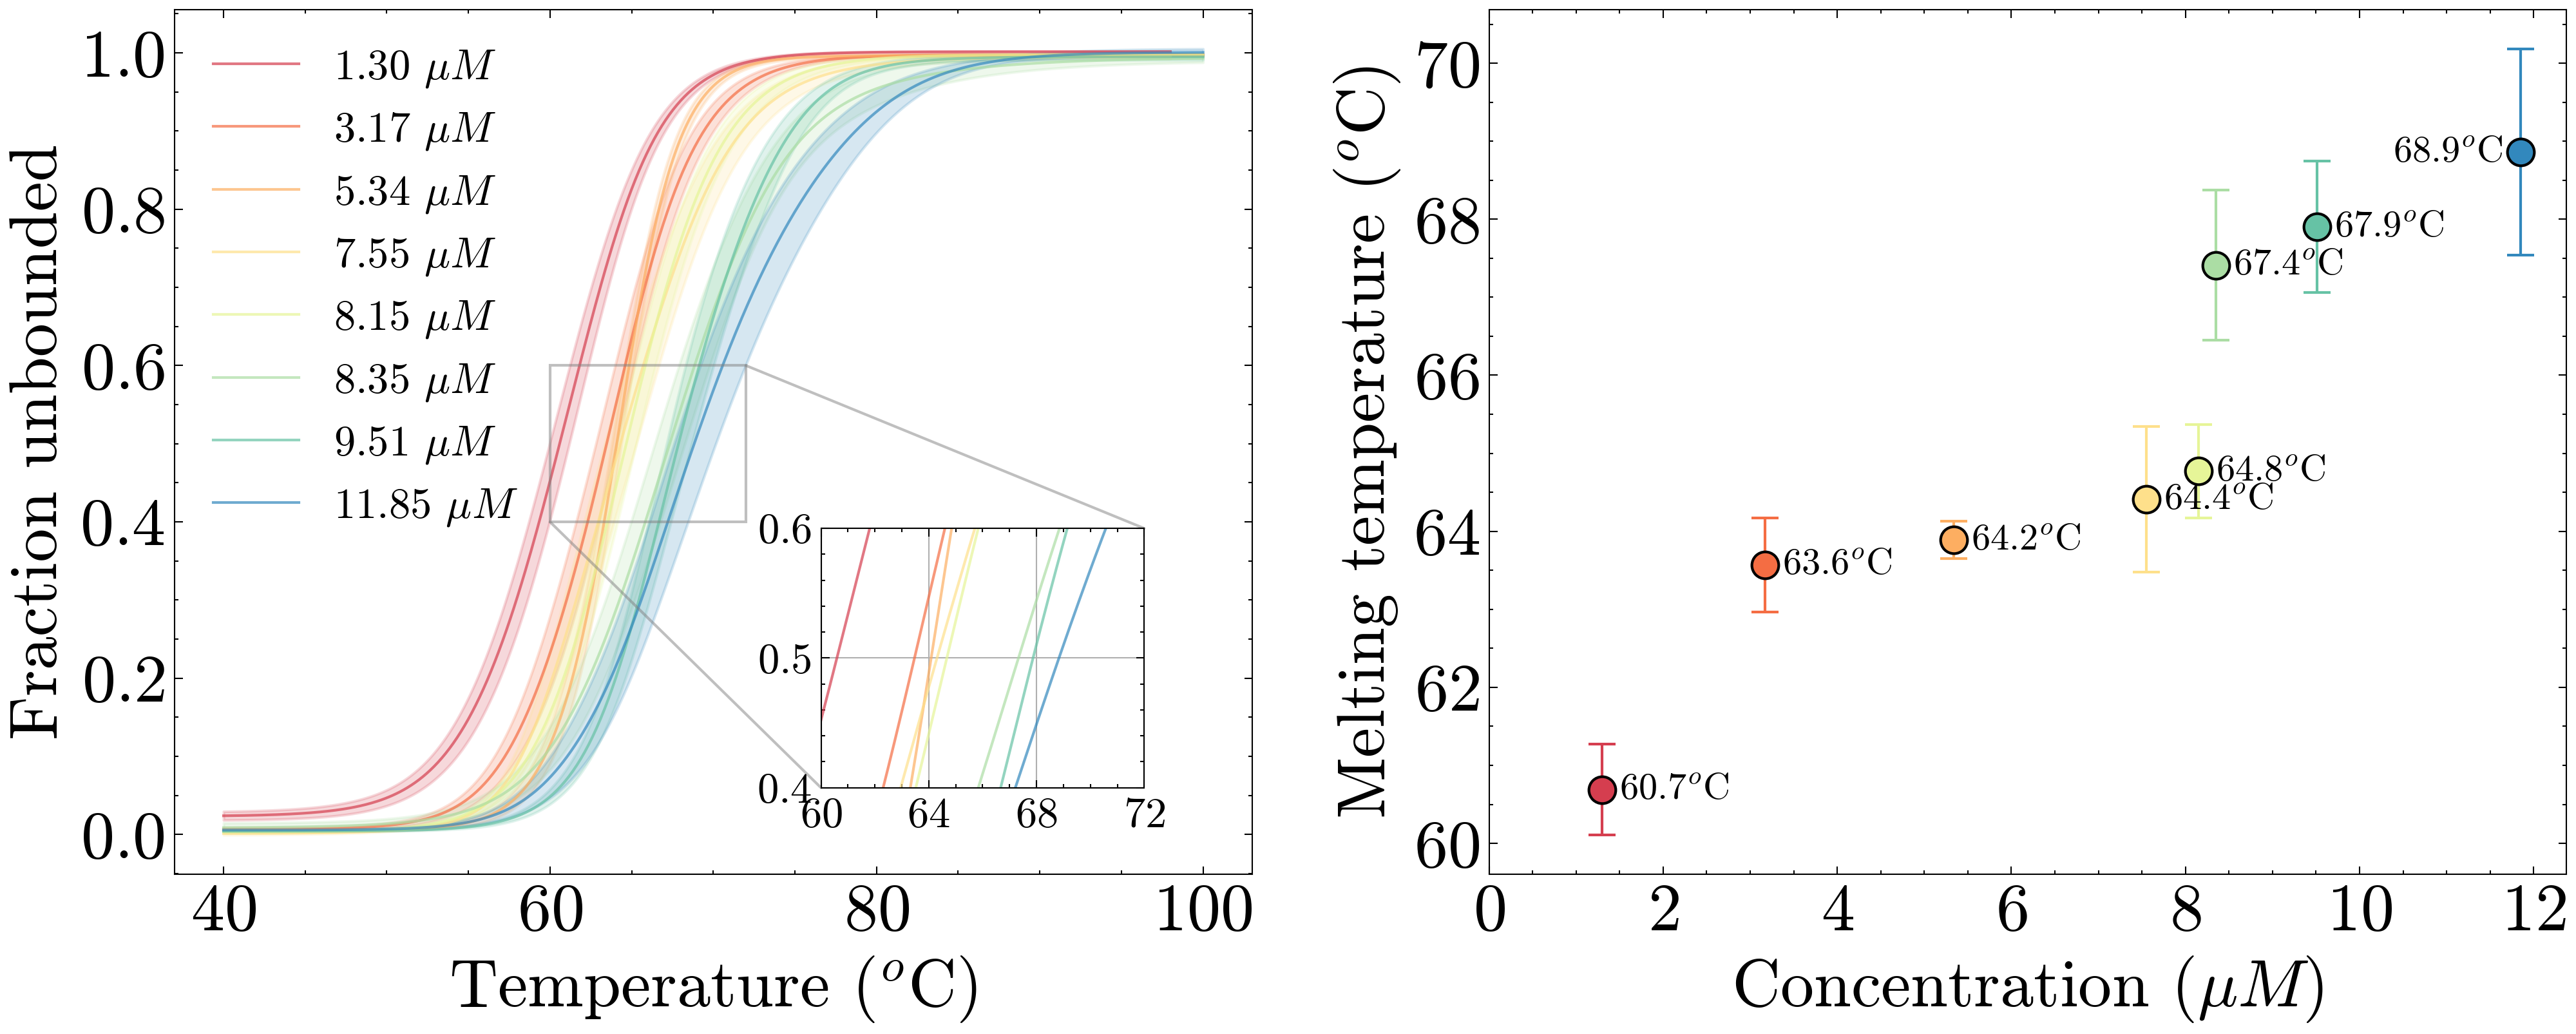 Fraction unbounded
1.0
0.8
0.6
0.4
0.2
0.0
1.30 μM
3.17 μM
5.34 μM
7.55 μM
8.15 μM
8.35 μM
9.51 μM
11.85 μM
0.6
0.5
0.4
60 64 68 72
40 60 80 100
Temperature (°C)
Melting temperature (°C)
70
68
66
64
62
60
68.9°C
67.9°C
67.4°C
64.8°C
64.4°C
64.2°C
63.6°C
60.7°C
0 2 4 6 8 10 12
Concentration (μM)